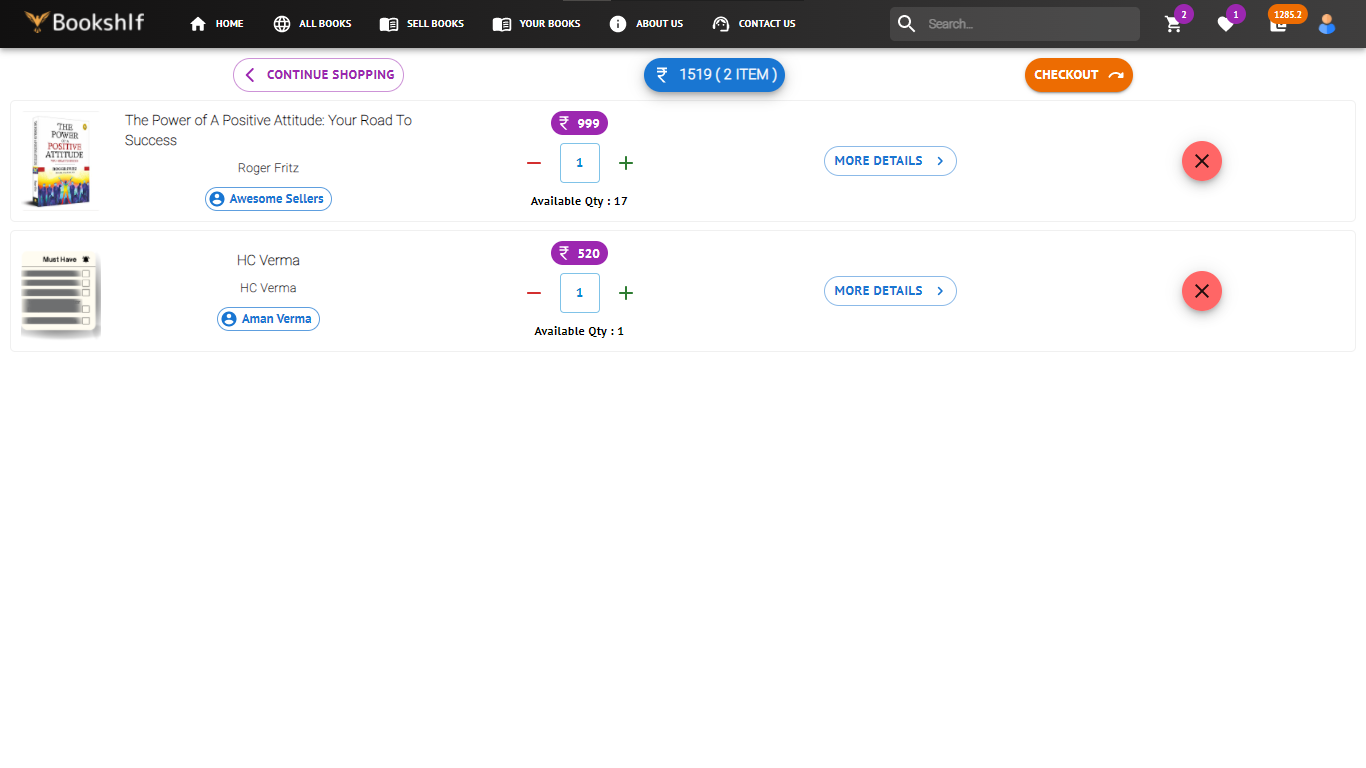 Bookshlf
HOME
ALL BOOKS
SELL BOOKS
YOUR BOOKS
ABOUT US
CONTACT US
Search...
2
1
1285.2
CONTINUE SHOPPING
₹ 1519 ( 2 ITEM )
CHECKOUT
THE
POWER
POSITIVE
ATTITUDE
The Power of A Positive Attitude: Your Road To
Success
Roger Fritz
Awesome Sellers
₹ 999
1
Available Qty : 17
MORE DETAILS
Must Have
HC Verma
HC Verma
Aman Verma
₹ 520
1
Available Qty : 1
MORE DETAILS